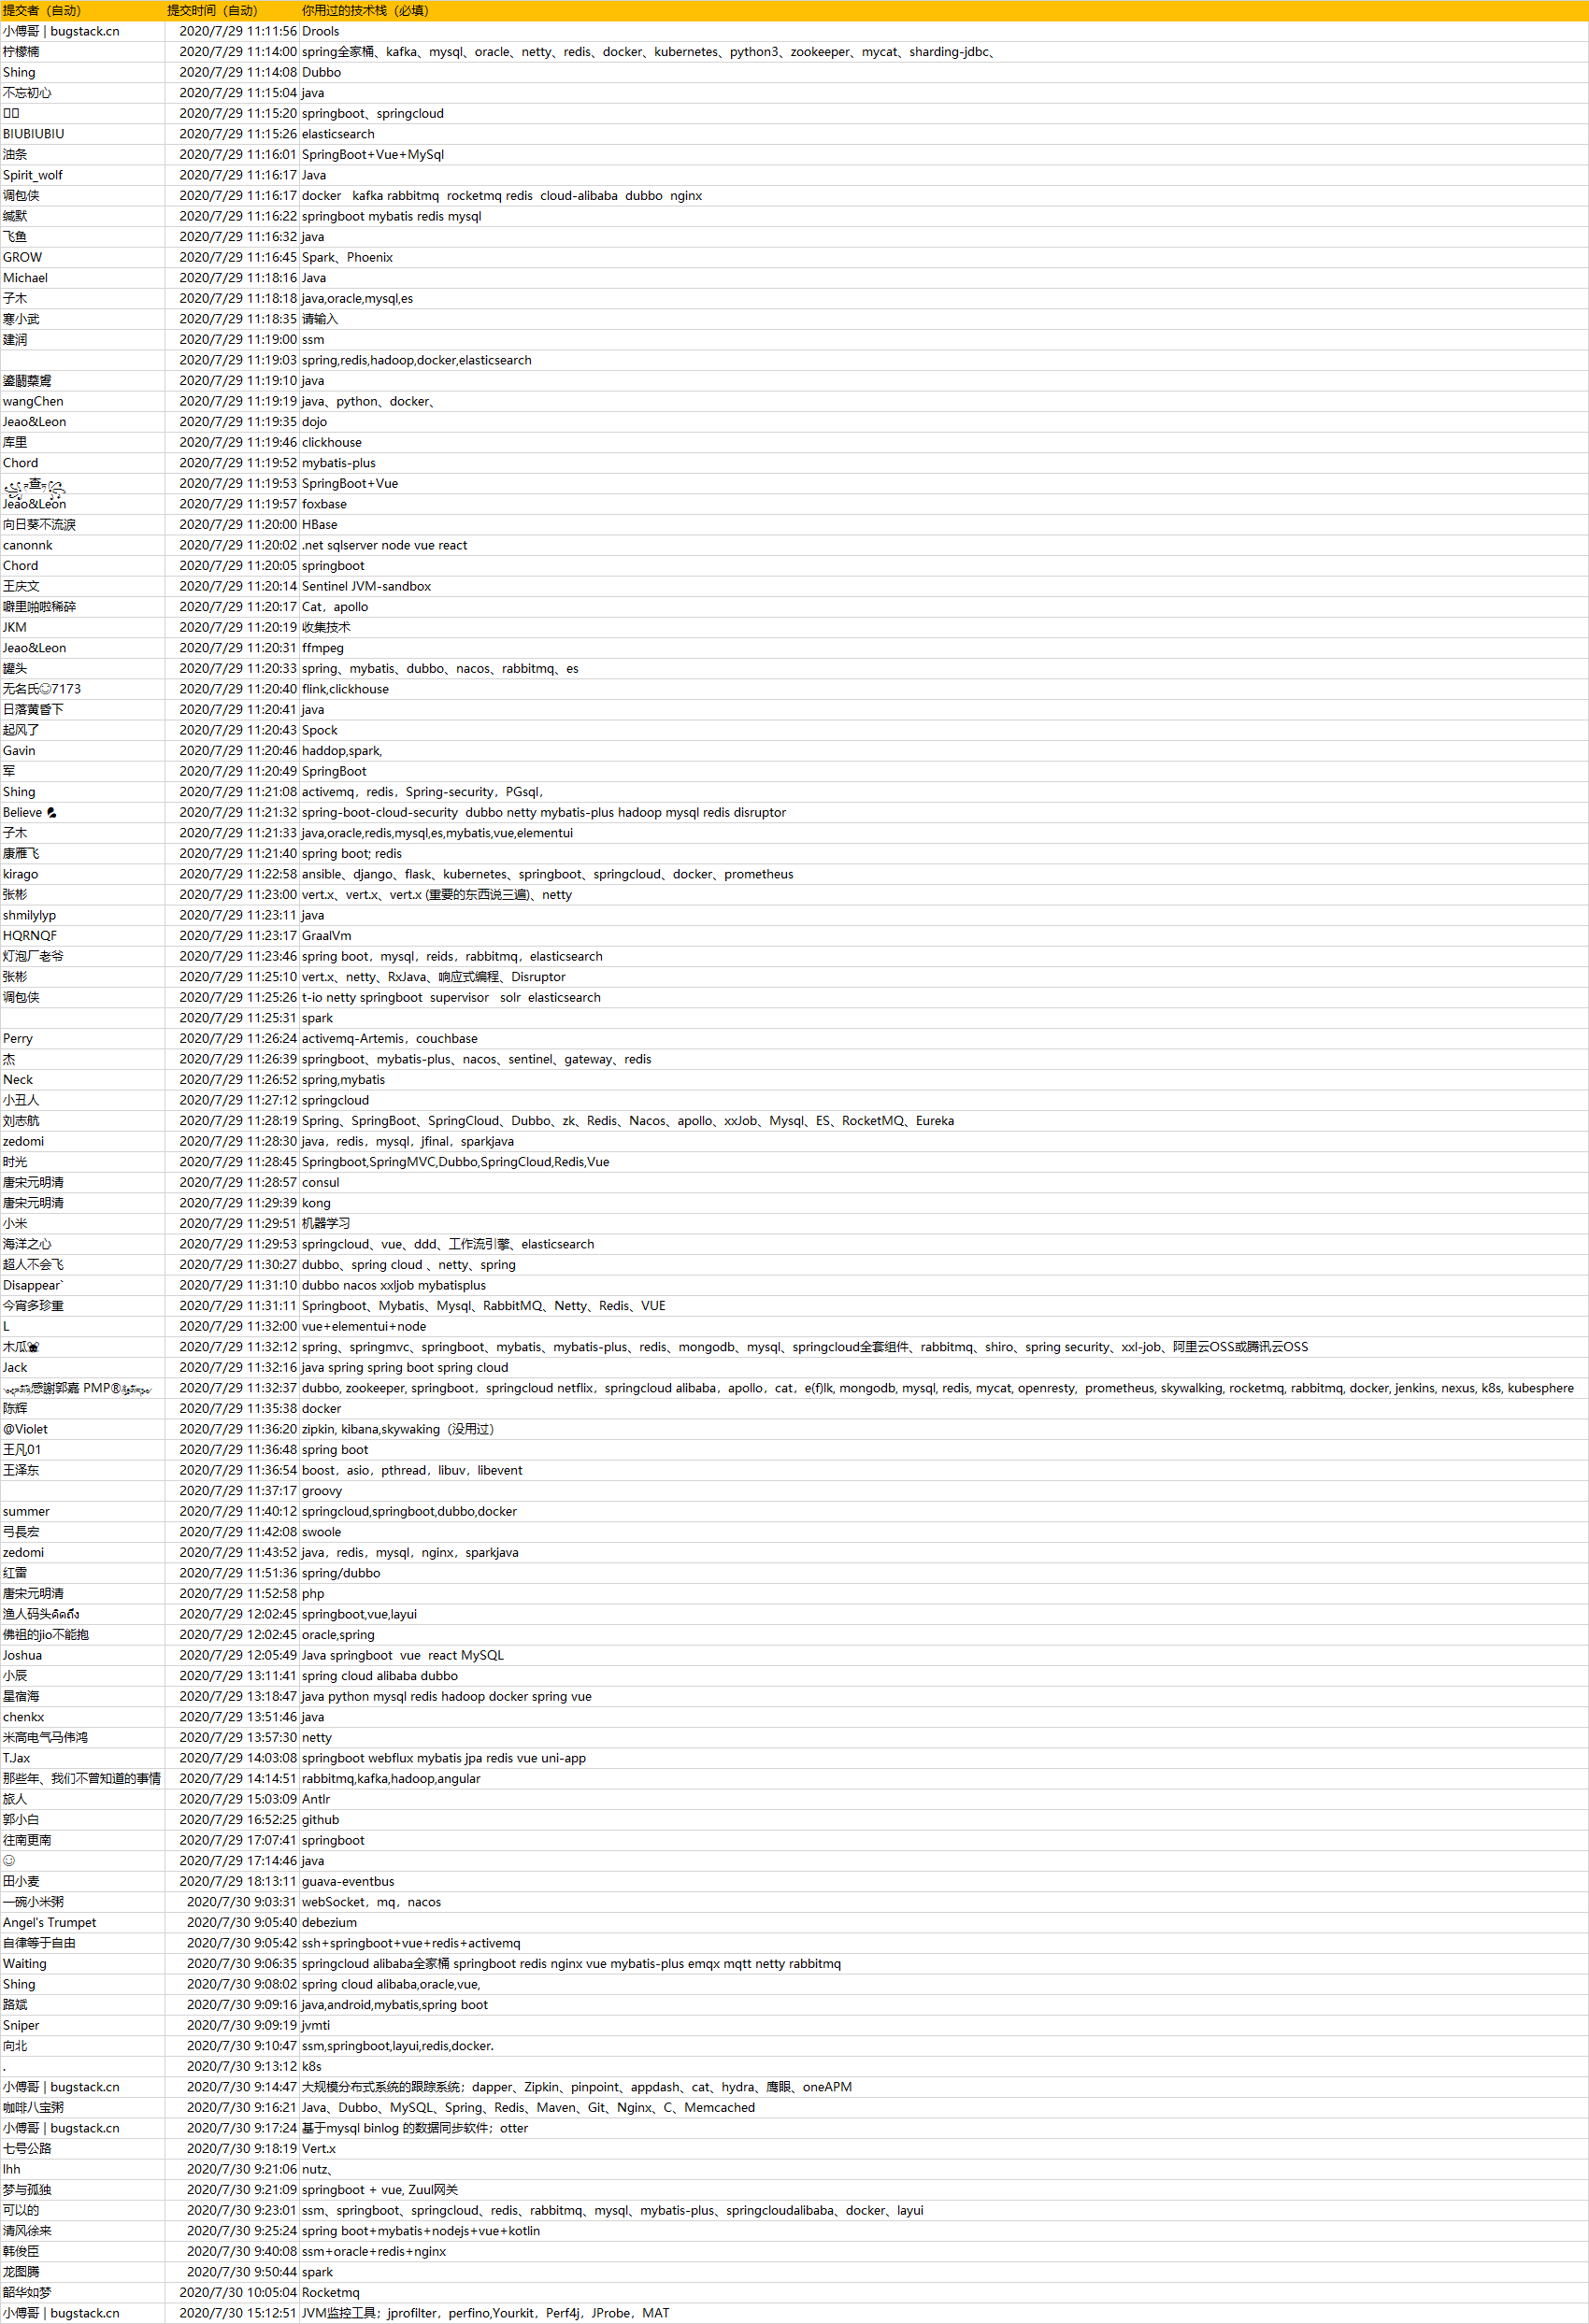 提交者（自动） 提交时间（自动） 你用过的技术栈（必填）
小傅哥 | bugstack.cn 2020/7/29 11:11:56 Drools
柠檬楠 2020/7/29 11:14:00 spring全家桶、kafka、mysql、oracle、netty、redis、docker、kubernetes、python3、zookeeper、mycat、sharding-jdbc、
Shing 2020/7/29 11:14:08 Dubbo
不忘初心 2020/7/29 11:15:04 java
2020/7/29 11:15:20 springboot、springcloud
BIUBIUBIU 2020/7/29 11:15:26 elasticsearch
油条 2020/7/29 11:16:01 SpringBoot+Vue+MySql
Spirit_wolf 2020/7/29 11:16:17 Java
调包侠 2020/7/29 11:16:17 docker kafka rabbitmq rocketmq redis cloud-alibaba dubbo nginx
缄默 2020/7/29 11:16:22 springboot mybatis redis mysql
飞鱼 2020/7/29 11:16:32 java
GROW 2020/7/29 11:16:45 Spark、Phoenix
Michael 2020/7/29 11:18:16 Java
子木 2020/7/29 11:18:18 java,oracle,mysql,es
寒小武 2020/7/29 11:18:35 请输入
建润 2020/7/29 11:19:00 ssm
2020/7/29 11:19:03 spring,redis,hadoop,docker,elasticsearch
2020/7/29 11:19:10 java
wangChen 2020/7/29 11:19:19 java、python、docker、
Jeao&Leon 2020/7/29 11:19:35 dojo
库里 2020/7/29 11:19:46 clickhouse
Chord 2020/7/29 11:19:52 mybatis-plus
查 2020/7/29 11:19:53 SpringBoot+Vue
Jeao&Leon 2020/7/29 11:19:57 foxbase
向日葵不流淚 2020/7/29 11:20:00 HBase
canonnk 2020/7/29 11:20:02 .net sqlserver node vue react
Chord 2020/7/29 11:20:05 springboot
王庆文 2020/7/29 11:20:14 Sentinel JVM-sandbox
噼里啪啦稀碎 2020/7/29 11:20:17 Cat，apollo
JKM 2020/7/29 11:20:19 收集技术
Jeao&Leon 2020/7/29 11:20:31 ffmpeg
罐头 2020/7/29 11:20:33 spring、mybatis、dubbo、nacos、rabbitmq、es
无名氏☺7173 2020/7/29 11:20:40 flink,clickhouse
日落黄昏下 2020/7/29 11:20:41 java
起风了 2020/7/29 11:20:43 Spock
Gavin 2020/7/29 11:20:46 haddop,spark,
军 2020/7/29 11:20:49 SpringBoot
Shing 2020/7/29 11:21:08 activemq，redis，Spring-security，PGsql，
Believe 2020/7/29 11:21:32 spring-boot-cloud-security dubbo netty mybatis-plus hadoop mysql redis disruptor
子木 2020/7/29 11:21:33 java,oracle,redis,mysql,es,mybatis,vue,elementui
康雁飞 2020/7/29 11:21:40 spring boot; redis
kirago 2020/7/29 11:22:58 ansible、django、flask、kubernetes、springboot、springcloud、docker、prometheus
张彬 2020/7/29 11:23:00 vert.x、vert.x、vert.x (重要的东西说三遍)、netty
shmilylyp 2020/7/29 11:23:11 java
HQRNQF 2020/7/29 11:23:17 GraalVm
灯泡厂老爷 2020/7/29 11:23:46 spring boot，mysql，reids，rabbitmq，elasticsearch
张彬 2020/7/29 11:25:10 vert.x、netty、RxJava、响应式编程、Disruptor
调包侠 2020/7/29 11:25:26 t-io netty springboot supervisor solr elasticsearch
2020/7/29 11:25:31 spark
Perry 2020/7/29 11:26:24 activemq-Artemis，couchbase
杰 2020/7/29 11:26:39 springboot、mybatis-plus、nacos、sentinel、gateway、redis
Neck 2020/7/29 11:26:52 spring,mybatis
小丑人 2020/7/29 11:27:12 springcloud
刘志航 2020/7/29 11:28:19 Spring、SpringBoot、SpringCloud、Dubbo、zk、Redis、Nacos、apollo、xxJob、Mysql、ES、RocketMQ、Eureka
zedomi 2020/7/29 11:28:30 java，redis，mysql，jfinal，sparkjava
时光 2020/7/29 11:28:45 Springboot,SpringMVC,Dubbo,SpringCloud,Redis,Vue
唐宋元明清 2020/7/29 11:28:57 consul
唐宋元明清 2020/7/29 11:29:39 kong
小米 2020/7/29 11:29:51 机器学习
海洋之心 2020/7/29 11:29:53 springcloud、vue、ddd、工作流引擎、elasticsearch
超人不会飞 2020/7/29 11:30:27 dubbo、spring cloud 、netty、spring
Disappear` 2020/7/29 11:31:10 dubbo nacos xxljob mybatisplus
今宵多珍重 2020/7/29 11:31:11 Springboot、Mybatis、Mysql、RabbitMQ、Netty、Redis、VUE
L 2020/7/29 11:32:00 vue+elementui+node
木瓜 2020/7/29 11:32:12 spring、springmvc、springboot、mybatis、mybatis-plus、redis、mongodb、mysql、springcloud全套组件、rabbitmq、shiro、spring security、xxl-job、阿里云OSS或腾讯云OSS
Jack 2020/7/29 11:32:16 java spring spring boot spring cloud
感謝郭嘉 PMP® 2020/7/29 11:32:37 dubbo, zookeeper, springboot，springcloud netflix，springcloud alibaba，apollo，cat，e(f)lk, mongodb, mysql, redis, mycat, openresty，prometheus, skywalking, rocketmq, rabbitmq, docker, jenkins, nexus, k8s, kubesphere
陈辉 2020/7/29 11:35:38 docker
@Violet 2020/7/29 11:36:20 zipkin, kibana,skywaking（没用过）
王凡01 2020/7/29 11:36:48 spring boot
王泽东 2020/7/29 11:36:54 boost，asio，pthread，libuv，libevent
2020/7/29 11:37:17 groovy
summer 2020/7/29 11:40:12 springcloud,springboot,dubbo,docker
弓長宏 2020/7/29 11:42:08 swoole
zedomi 2020/7/29 11:43:52 java，redis，mysql，nginx，sparkjava
红雷 2020/7/29 11:51:36 spring/dubbo
唐宋元明清 2020/7/29 11:52:58 php
渔人码头คิดถึง 2020/7/29 12:02:45 springboot,vue,layui
佛祖的jio不能抱 2020/7/29 12:02:45 oracle,spring
Joshua 2020/7/29 12:05:49 Java springboot vue react MySQL
小辰 2020/7/29 13:11:41 spring cloud alibaba dubbo
星宿海 2020/7/29 13:18:47 java python mysql redis hadoop docker spring vue
chenkx 2020/7/29 13:51:46 java
米高电气马伟鸿 2020/7/29 13:57:30 netty
T.Jax 2020/7/29 14:03:08 springboot webflux mybatis jpa redis vue uni-app
那些年、我们不曾知道的事情 2020/7/29 14:14:51 rabbitmq,kafka,hadoop,angular
旅人 2020/7/29 15:03:09 Antlr
郭小白 2020/7/29 16:52:25 github
往南更南 2020/7/29 17:07:41 springboot
☺ 2020/7/29 17:14:46 java
田小麦 2020/7/29 18:13:11 guava-eventbus
一碗小米粥 2020/7/30 9:03:31 webSocket，mq，nacos
Angel's Trumpet 2020/7/30 9:05:40 debezium
自律等于自由 2020/7/30 9:05:42 ssh+springboot+vue+redis+activemq
Waiting 2020/7/30 9:06:35 springcloud alibaba全家桶 springboot redis nginx vue mybatis-plus emqx mqtt netty rabbitmq
Shing 2020/7/30 9:08:02 spring cloud alibaba,oracle,vue,
路斌 2020/7/30 9:09:16 java,android,mybatis,spring boot
Sniper 2020/7/30 9:09:19 jvmti
向北 2020/7/30 9:10:47 ssm,springboot,layui,redis,docker.
. 2020/7/30 9:13:12 k8s
小傅哥 | bugstack.cn 2020/7/30 9:14:47 大规模分布式系统的跟踪系统；dapper、Zipkin、pinpoint、appdash、cat、hydra、鹰眼、oneAPM
咖啡八宝粥 2020/7/30 9:16:21 Java、Dubbo、MySQL、Spring、Redis、Maven、Git、Nginx、C、Memcached
小傅哥 | bugstack.cn 2020/7/30 9:17:24 基于mysql binlog 的数据同步软件；otter
七号公路 2020/7/30 9:18:19 Vert.x
lhh 2020/7/30 9:21:06 nutz、
梦与孤独 2020/7/30 9:21:09 springboot + vue, Zuul网关
可以的 2020/7/30 9:23:01 ssm、springboot、springcloud、redis、rabbitmq、mysql、mybatis-plus、springcloudalibaba、docker、layui
清风徐来 2020/7/30 9:25:24 spring boot+mybatis+nodejs+vue+kotlin
韩俊臣 2020/7/30 9:40:08 ssm+oracle+redis+nginx
龙图腾 2020/7/30 9:50:44 spark
韶华如梦 2020/7/30 10:05:04 Rocketmq
小傅哥 | bugstack.cn 2020/7/30 15:12:51 JVM监控工具；jprofilter，perfino,Yourkit，Perf4j，JProbe，MAT